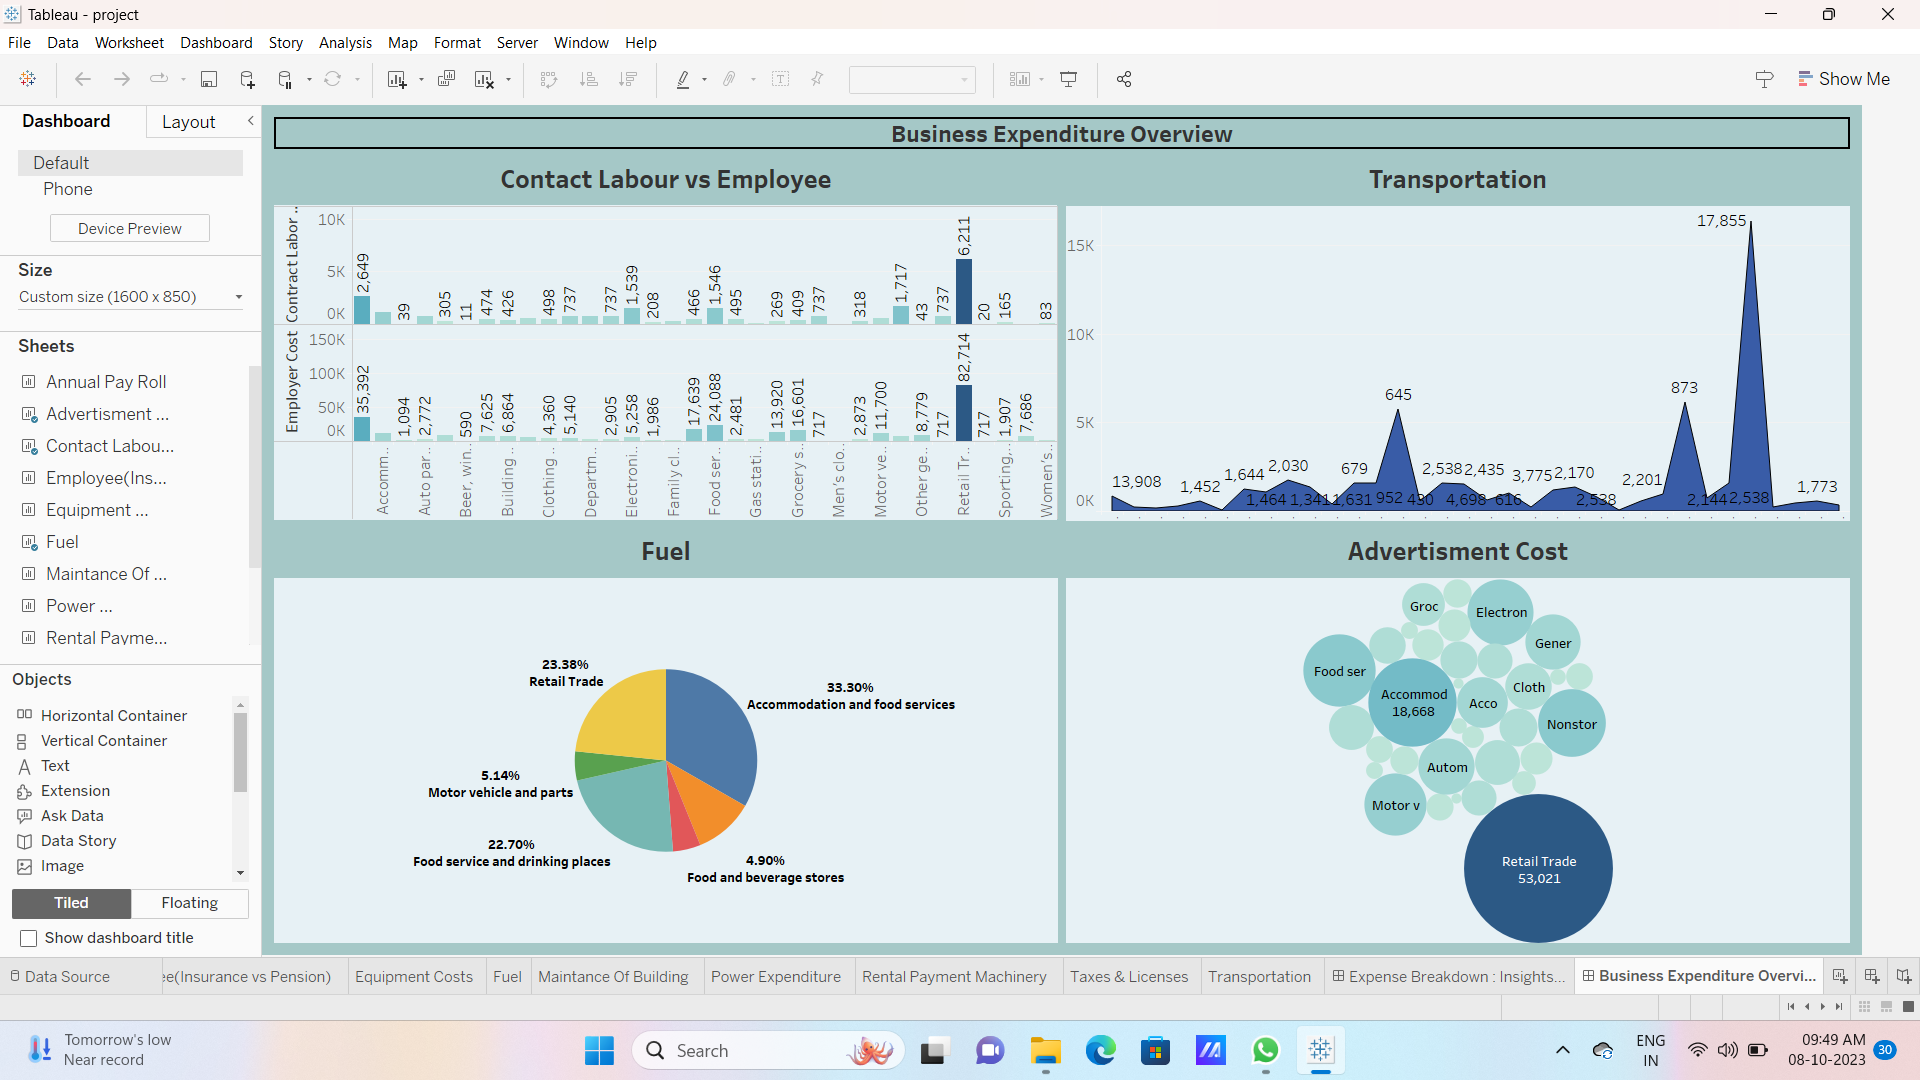 Tableau - project
File Data Worksheet Dashboard Story Analysis Map Format Server Window Help
Show Me
Dashboard Layout
Default
Phone
Device Preview
Size
Custom size (1600 x 850)
Sheets
Annual Pay Roll
Advertisment ...
Contact Labou...
Employee(Ins...
Equipment ...
Fuel
Maintance Of ...
Power ...
Rental Payme...
Objects
Horizontal Container
Vertical Container
Text
Extension
Ask Data
Data Story
Image
Tiled Floating
Show dashboard title
Business Expenditure Overview
Contact Labour vs Employee
Contract Labor ..
10K
5K
0K
2,649 39 305 11 474 426 498 737 737 1,539 208 466 1,546 495 269 409 737 318 1,717 43 737 6,211 20 165 83
Employer Cost
150K
100K
50K
0K
35,392 1,094 2,772 590 7,625 6,864 4,360 5,140 2,905 5,258 1,986 17,639 24,088 2,481 13,920 16,601 717 2,873 11,700 8,779 717 82,714 717 1,907 7,686
Accomm.. Auto par.. Beer, win.. Building .. Clothing .. Departm.. Electroni.. Family cl.. Food ser.. Gas stati.. Grocery s.. Men's clo.. Motor ve.. Other ge.. Retail Tr.. Sporting,.. Women's..
Transportation
15K
10K
5K
0K
17,855
645
873
13,908 1,452 1,644 2,030 679 2,538 2,435 3,775 2,170 2,201 1,773
1,464 1,341 1,631 952 430 4,698 616 2,538 2,144 2,538
Fuel
23.38%
Retail Trade
33.30%
Accommodation and food services
5.14%
Motor vehicle and parts
22.70%
Food service and drinking places
4.90%
Food and beverage stores
Advertisment Cost
Groc
Electron
Gener
Food ser
Accommod
18,668
Cloth
Acco
Nonstor
Autom
Motor v
Retail Trade
53,021
Data Source
e(Insurance vs Pension) Equipment Costs Fuel Maintance Of Building Power Expenditure Rental Payment Machinery Taxes & Licenses Transportation Expense Breakdown : Insights... Business Expenditure Overvi...
Tomorrow's low
Near record
Search
ENG
IN
09:49 AM
08-10-2023
30